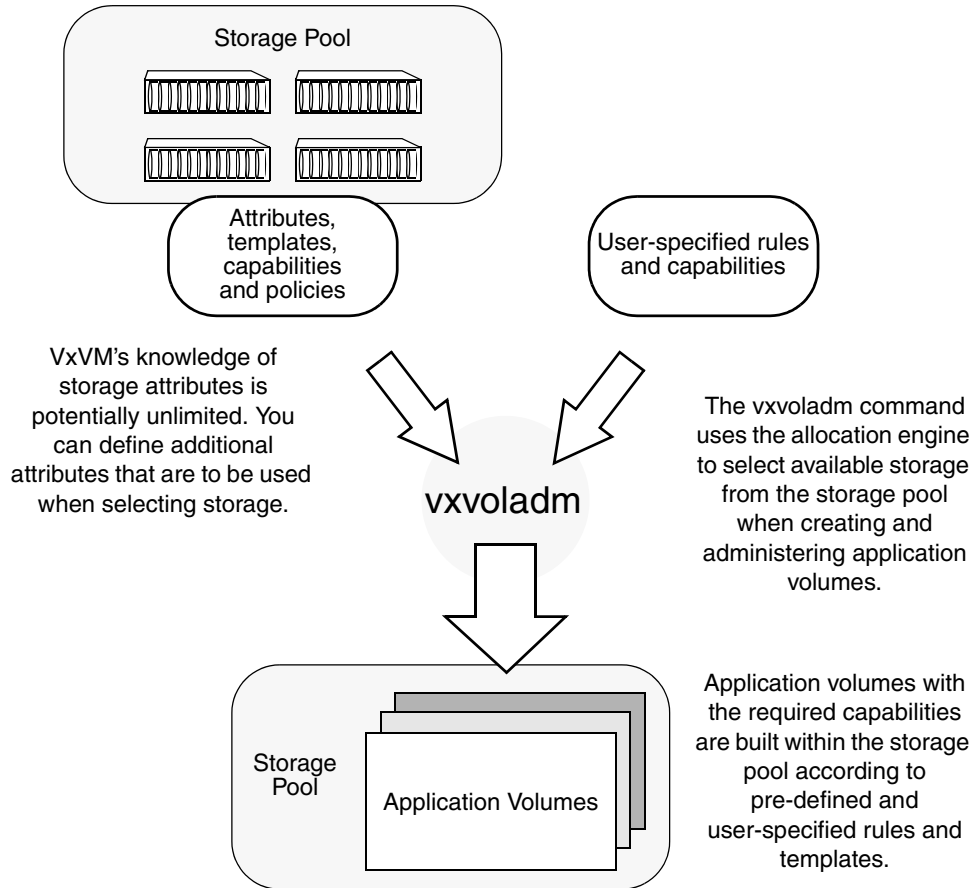 Storage Pool
Attributes,
templates,
capabilities
and policies
User-specified rules
and capabilities
VxVM’s knowledge of
storage attributes is
potentially unlimited. You
can define additional
attributes that are to be used
when selecting storage.
The vxvoladm command
uses the allocation engine
to select available storage
from the storage pool
when creating and
administering application
volumes.
vxvoladm
Storage
Pool
Application Volumes
Application volumes with
the required capabilities
are built within the storage
pool according to
pre-defined and
user-specified rules and
templates.